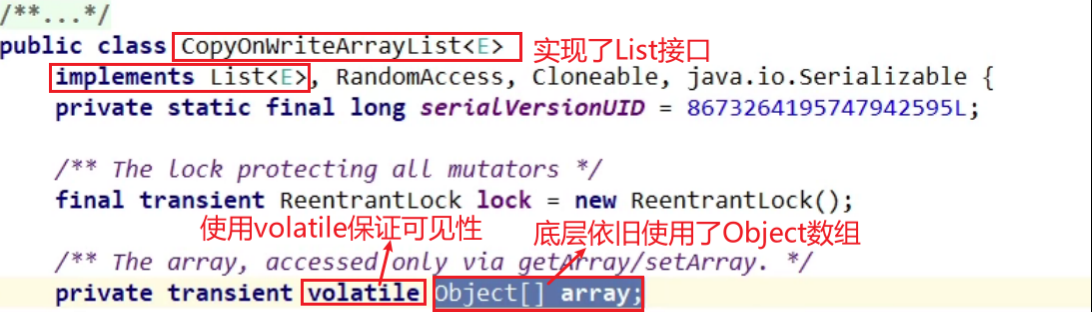 /**...*/
public class CopyOnWriteArrayList<E> 实现了List接口
implements List<E>, RandomAccess, Cloneable, java.io.Serializable {
private static final long serialVersionUID = 8673264195747942595L;
/** The lock protecting all mutators */
final transient ReentrantLock lock = new ReentrantLock();
使用volatile保证可见性 底层依旧使用了Object数组
/** The array, accessed only via getArray/setArray. */
private transient volatile Object[] array;